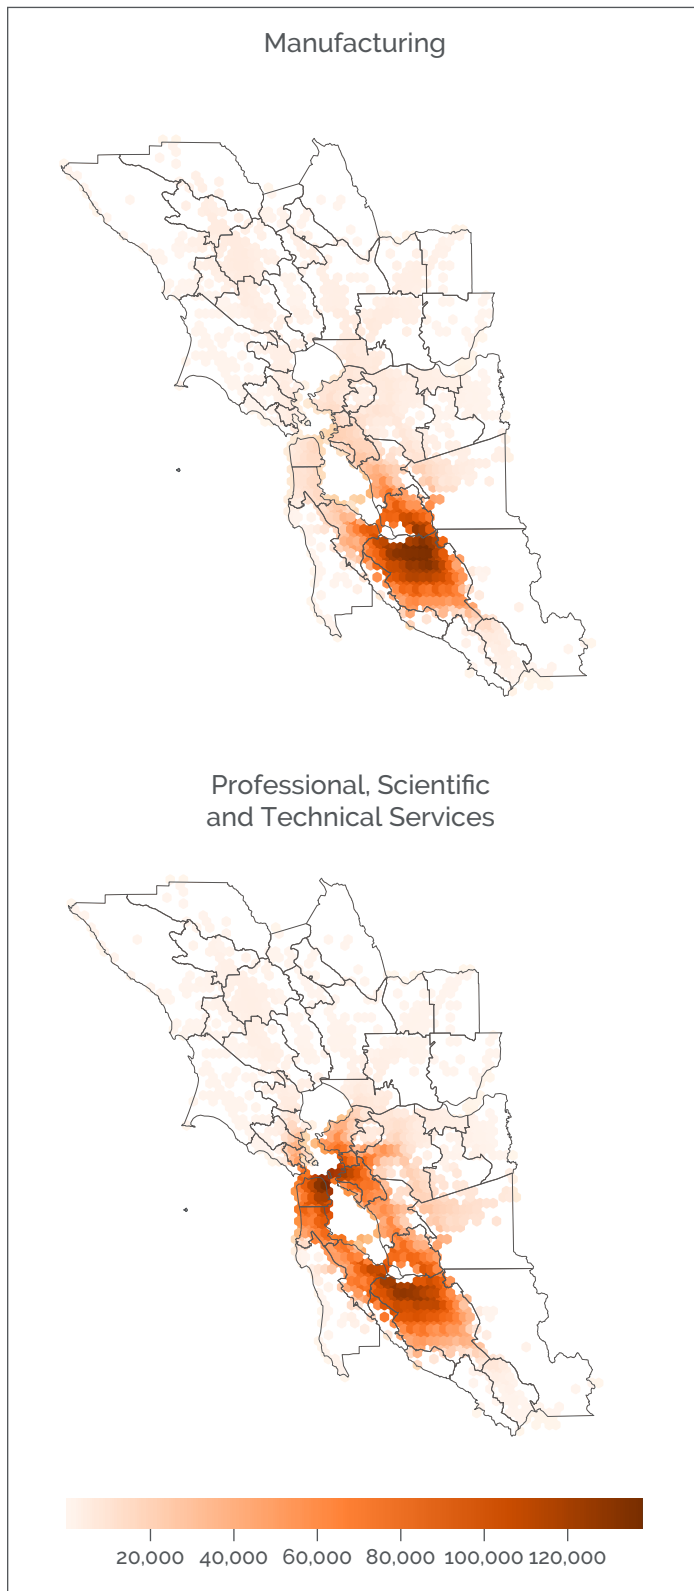 Manufacturing
Professional, Scientific
and Technical Services
20,000 40,000 60,000 80,000 100,000 120,000